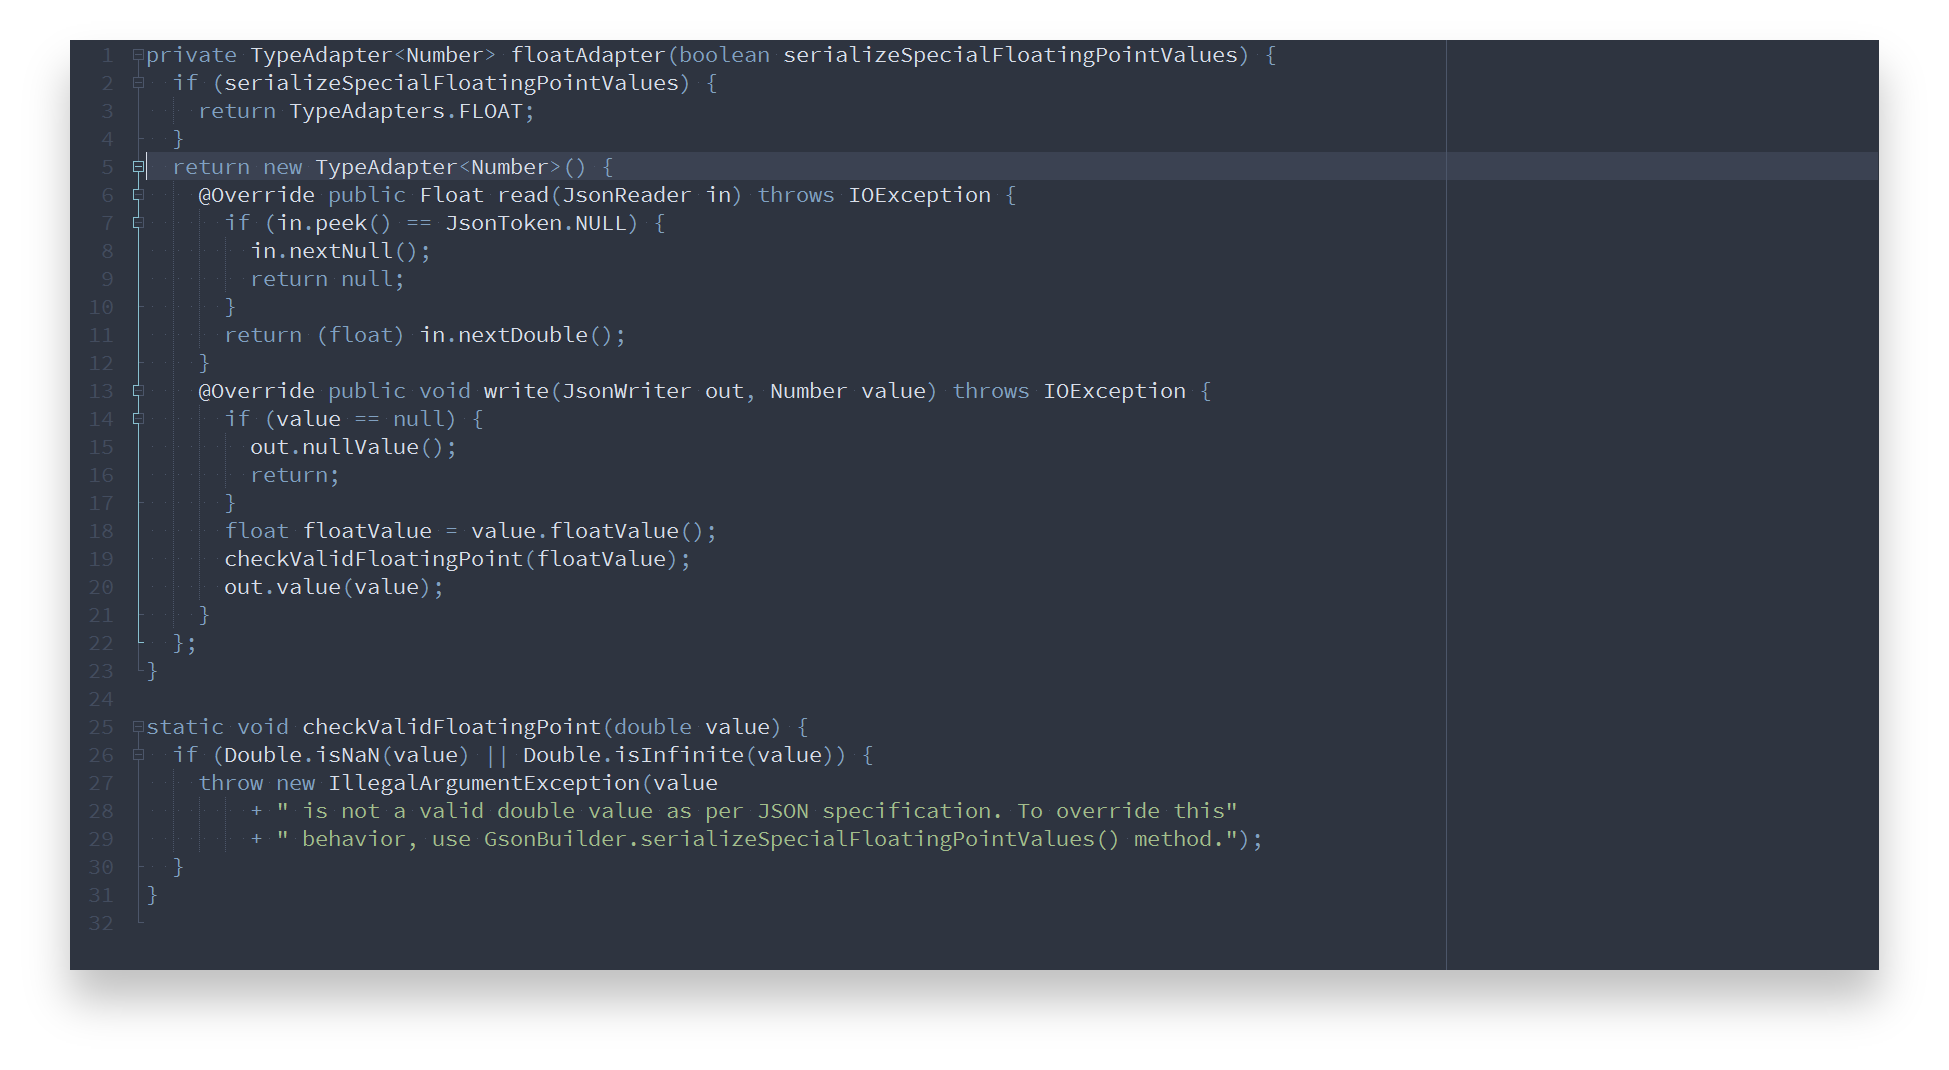 1 private TypeAdapter<Number> floatAdapter(boolean serializeSpecialFloatingPointValues) {
2   if (serializeSpecialFloatingPointValues) {
3     return TypeAdapters.FLOAT;
4   }
5   return new TypeAdapter<Number>() {
6     @Override public Float read(JsonReader in) throws IOException {
7       if (in.peek() == JsonToken.NULL) {
8         in.nextNull();
9         return null;
10       }
11       return (float) in.nextDouble();
12     }
13     @Override public void write(JsonWriter out, Number value) throws IOException {
14       if (value == null) {
15         out.nullValue();
16         return;
17       }
18       float floatValue = value.floatValue();
19       checkValidFloatingPoint(floatValue);
20       out.value(value);
21     }
22   };
23 }
24
25 static void checkValidFloatingPoint(double value) {
26   if (Double.isNaN(value) || Double.isInfinite(value)) {
27     throw new IllegalArgumentException(value
28         + " is not a valid double value as per JSON specification. To override this"
29         + " behavior, use GsonBuilder.serializeSpecialFloatingPointValues() method.");
30   }
31 }
32